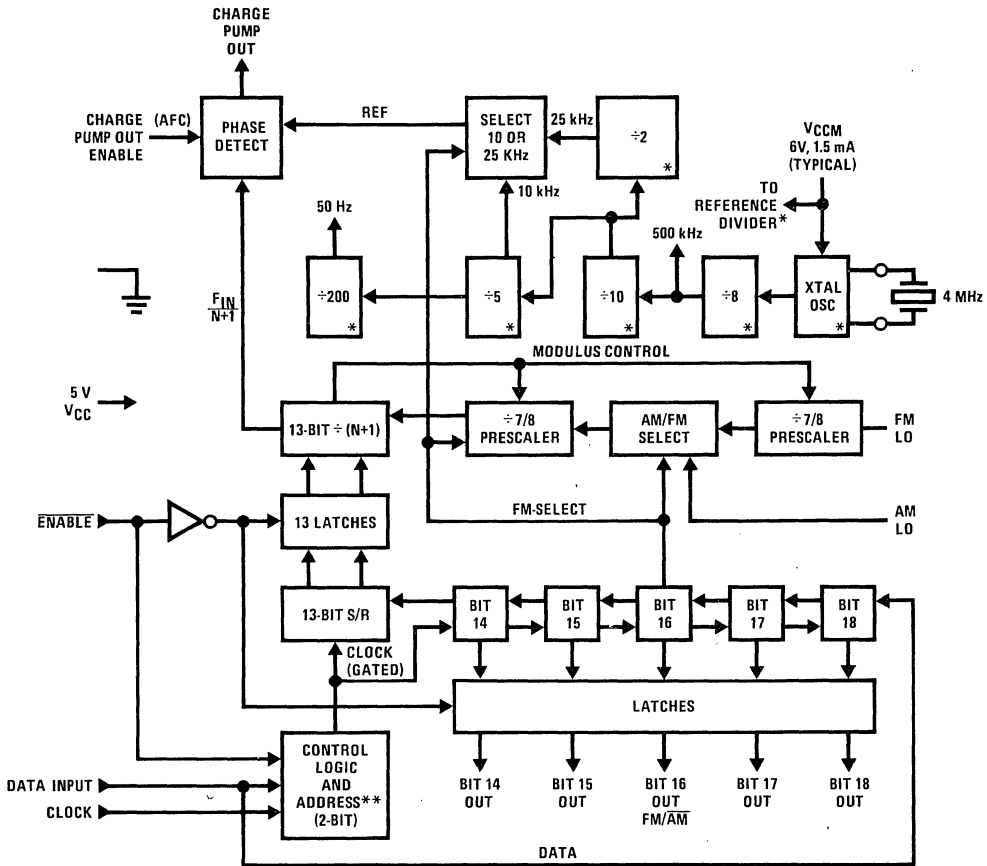 CHARGE
PUMP
OUT
CHARGE (AFC)
PUMP OUT
ENABLE
PHASE
DETECT
REF
SELECT
10 OR
25 KHz
25 kHz
÷2
*
VCCM
6V, 1.5 mA
(TYPICAL)
TO
REFERENCE
DIVIDER*
10 kHz
50 Hz
500 kHz
÷200
*
÷5
*
÷10
*
÷8
*
XTAL
OSC
*
4 MHz
FIN
N+1
MODULUS CONTROL
5 V
VCC
13-BIT ÷ (N+1)
÷7/8
PRESCALER
AM/FM
SELECT
÷7/8
PRESCALER
FM
LO
ENABLE
13 LATCHES
FM-SELECT
AM
LO
13-BIT S/R
BIT
14
BIT
15
BIT
16
BIT
17
BIT
18
CLOCK
(GATED)
LATCHES
CONTROL
LOGIC
AND
ADDRESS**
(2-BIT)
DATA INPUT
CLOCK
BIT 14
OUT
BIT 15
OUT
BIT 16
OUT
FM/AM
BIT 17
OUT
BIT 18
OUT
DATA